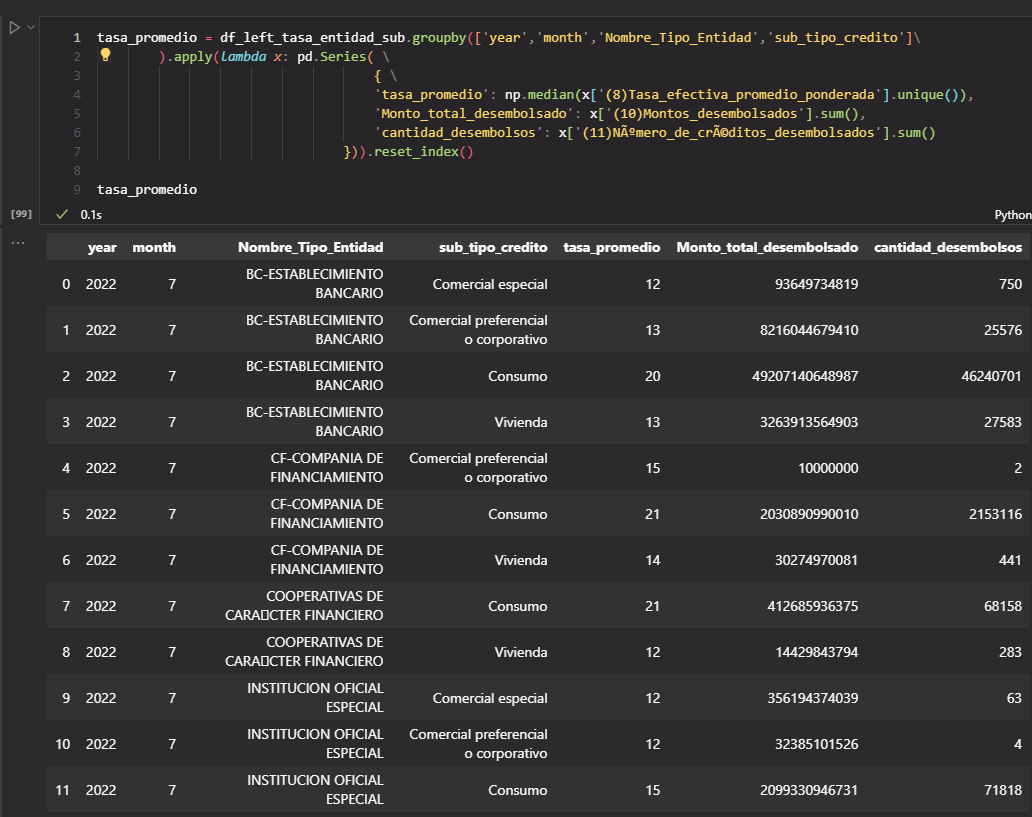 1 tasa_promedio = df_left_tasa_entidad_sub.groupby(['year','month','Nombre_Tipo_Entidad','sub_tipo_credito']\
2 ).apply(lambda x: pd.Series( \
3 { \
4 'tasa_promedio': np.median(x['(8)Tasa_efectiva_promedio_ponderada'].unique()),
5 'Monto_total_desembolsado': x['(10)Montos_desembolsados'].sum(),
6 'cantidad_desembolsos': x['(11)NÃºmero_de_crÃ©ditos_desembolsados'].sum()
7 })).reset_index()
8
9 tasa_promedio
[99] ✓ 0.1s Python
...
year month Nombre_Tipo_Entidad sub_tipo_credito tasa_promedio Monto_total_desembolsado cantidad_desembolsos
0 2022 7 BC-ESTABLECIMIENTO BANCARIO Comercial especial 12 93649734819 750
1 2022 7 BC-ESTABLECIMIENTO BANCARIO Comercial preferencial o corporativo 13 8216044679410 25576
2 2022 7 BC-ESTABLECIMIENTO BANCARIO Consumo 20 49207140648987 46240701
3 2022 7 BC-ESTABLECIMIENTO BANCARIO Vivienda 13 3263913564903 27583
4 2022 7 CF-COMPANIA DE FINANCIAMIENTO Comercial preferencial o corporativo 15 10000000 2
5 2022 7 CF-COMPANIA DE FINANCIAMIENTO Consumo 21 2030890990010 2153116
6 2022 7 CF-COMPANIA DE FINANCIAMIENTO Vivienda 14 30274970081 441
7 2022 7 COOPERATIVAS DE CARA▯CTER FINANCIERO Consumo 21 412685936375 68158
8 2022 7 COOPERATIVAS DE CARA▯CTER FINANCIERO Vivienda 12 14429843794 283
9 2022 7 INSTITUCION OFICIAL ESPECIAL Comercial especial 12 356194374039 63
10 2022 7 INSTITUCION OFICIAL ESPECIAL Comercial preferencial o corporativo 12 32385101526 4
11 2022 7 INSTITUCION OFICIAL ESPECIAL Consumo 15 2099330946731 71818